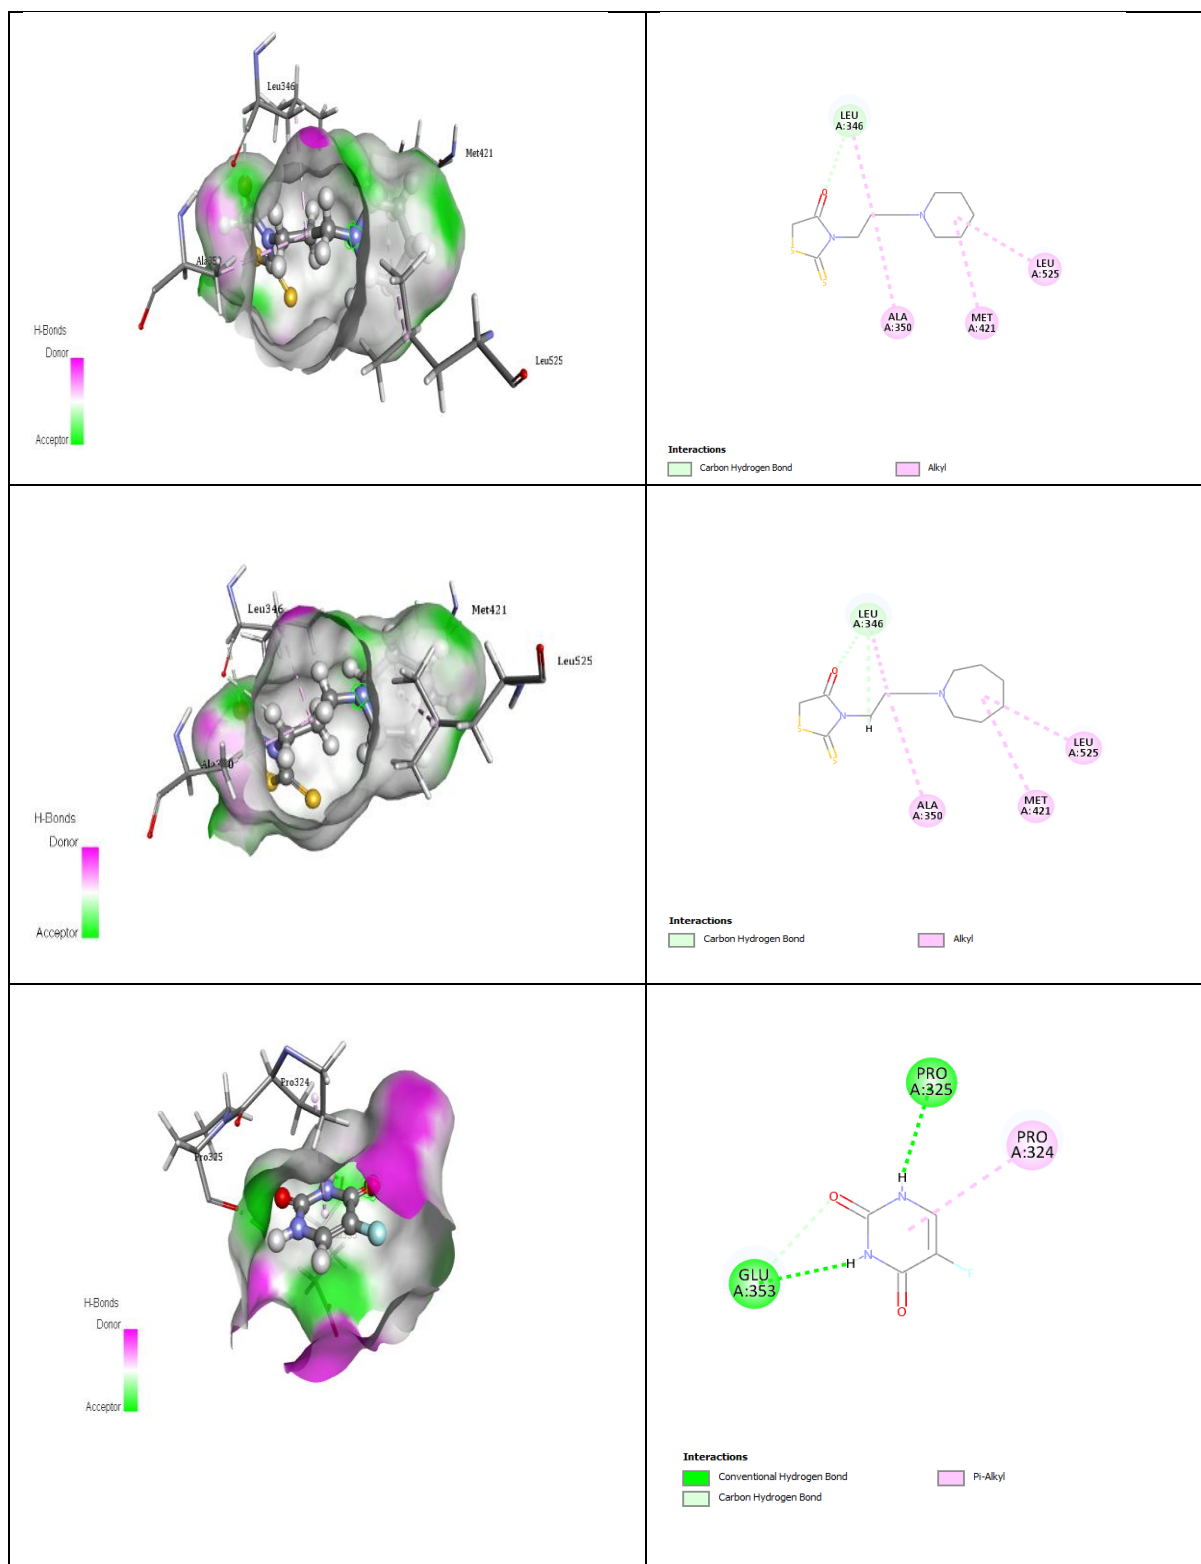 Leu346
Met421
Ala350
Leu525
H-Bonds
Donor
Acceptor
LEU
A:346
O
N
N
S
S
LEU
A:525
ALA
A:350
MET
A:421
Interactions
Carbon Hydrogen Bond
Alkyl
Leu346
Met421
Leu525
H-Bonds
Donor
Acceptor
LEU
A:346
O
N
N
H
S
S
LEU
A:525
ALA
A:350
MET
A:421
Interactions
Carbon Hydrogen Bond
Alkyl
Pro324
Pro325
H-Bonds
Donor
Acceptor
PRO
A:325
PRO
A:324
H
O
N
N
H
F
O
GLU
A:353
Interactions
Conventional Hydrogen Bond
Pi-Alkyl
Carbon Hydrogen Bond